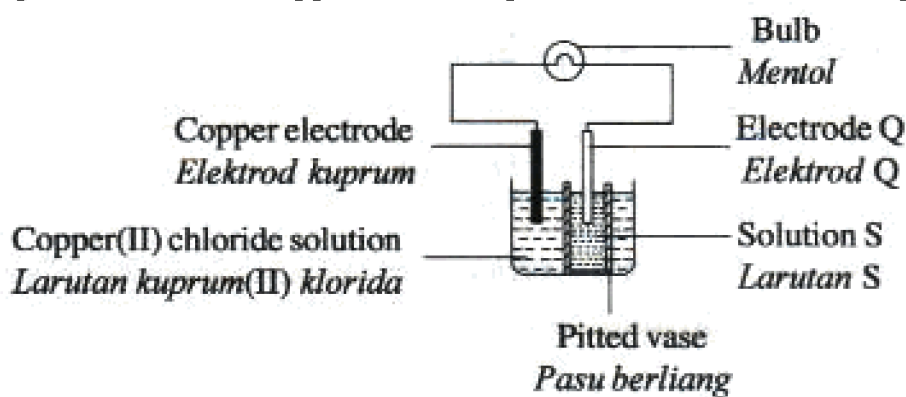 Bulb
Mentol
Copper electrode
Elektrod kuprum
Electrode Q
Elektrod Q
Copper(II) chloride solution
Larutan kuprum(II) klorida
Solution S
Larutan S
Pitted vase
Pasu berliang